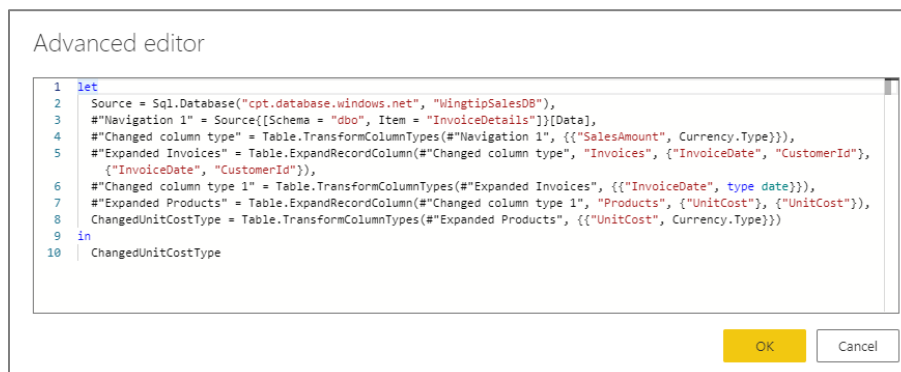 Advanced editor
1 let
2 Source = Sql.Database("cpt.database.windows.net", "WingtipSalesDB"),
3 #"Navigation 1" = Source{[Schema = "dbo", Item = "InvoiceDetails"]}[Data],
4 #"Changed column type" = Table.TransformColumnTypes(#"Navigation 1", {{"SalesAmount", Currency.Type}}),
5 #"Expanded Invoices" = Table.ExpandRecordColumn(#"Changed column type", "Invoices", {"InvoiceDate", "CustomerId"},
{"InvoiceDate", "CustomerId"}),
6 #"Changed column type 1" = Table.TransformColumnTypes(#"Expanded Invoices", {{"InvoiceDate", type date}}),
7 #"Expanded Products" = Table.ExpandRecordColumn(#"Changed column type 1", "Products", {"UnitCost"}, {"UnitCost"}),
8 ChangedUnitCostType = Table.TransformColumnTypes(#"Expanded Products", {{"UnitCost", Currency.Type}})
9 in
10 ChangedUnitCostType
OK Cancel